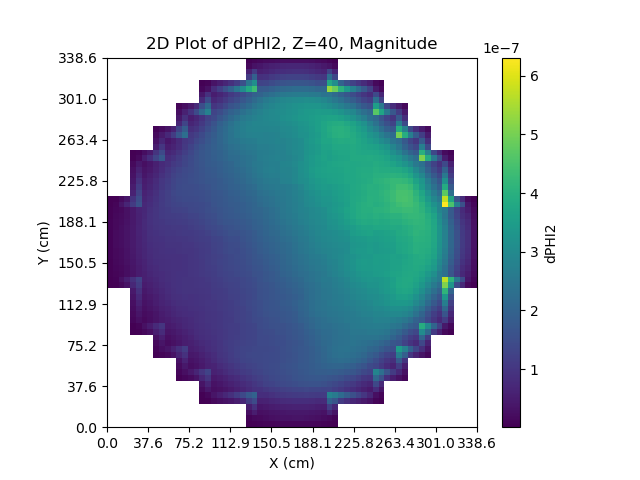 2D Plot of dPHI2, Z=40, Magnitude
1e−7
338.6
301.0
263.4
225.8
188.1
150.5
112.9
75.2
37.6
0.0
Y (cm)
0.0 37.6 75.2 112.9 150.5 188.1 225.8 263.4 301.0 338.6
X (cm)
6
5
4
3
2
1
dPHI2